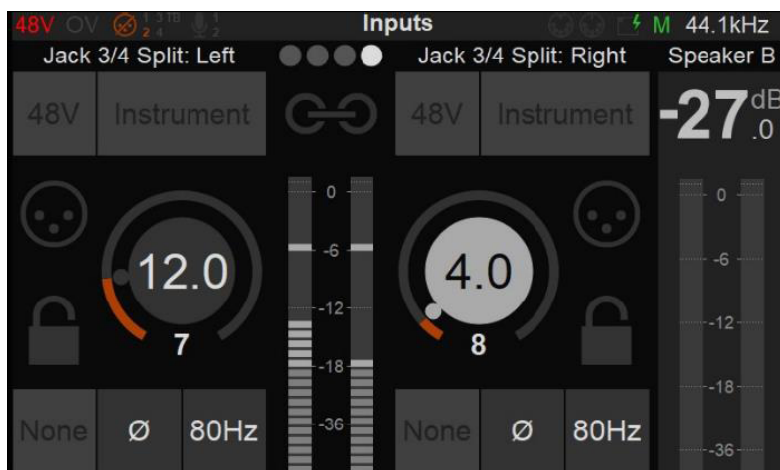 48V OV 1 3 TB 2 4 1 2 Inputs M 44.1kHz
Jack 3/4 Split: Left Jack 3/4 Split: Right Speaker B
48V Instrument 48V Instrument -27.0 dB
0 0
-6 -6
12.0 4.0
-12 -12
7 8
-18 -18
None Ø 80Hz -36 None Ø 80Hz -36